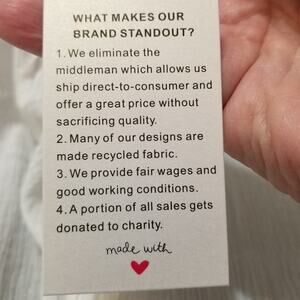 WHAT MAKES OUR
BRAND STANDOUT?
1. We eliminate the
middleman which allows us
ship direct-to-consumer and
offer a great price without
sacrificing quality.
2. Many of our designs are
made recycled fabric.
3. We provide fair wages and
good working conditions.
4. A portion of all sales gets
donated to charity.
made with